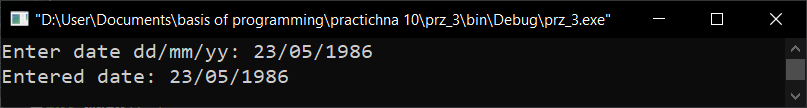 "D:\User\Documents\basis of programming\practichna 10\prz_3\bin\Debug\prz_3.exe"
Enter date dd/mm/yy: 23/05/1986
Entered date: 23/05/1986